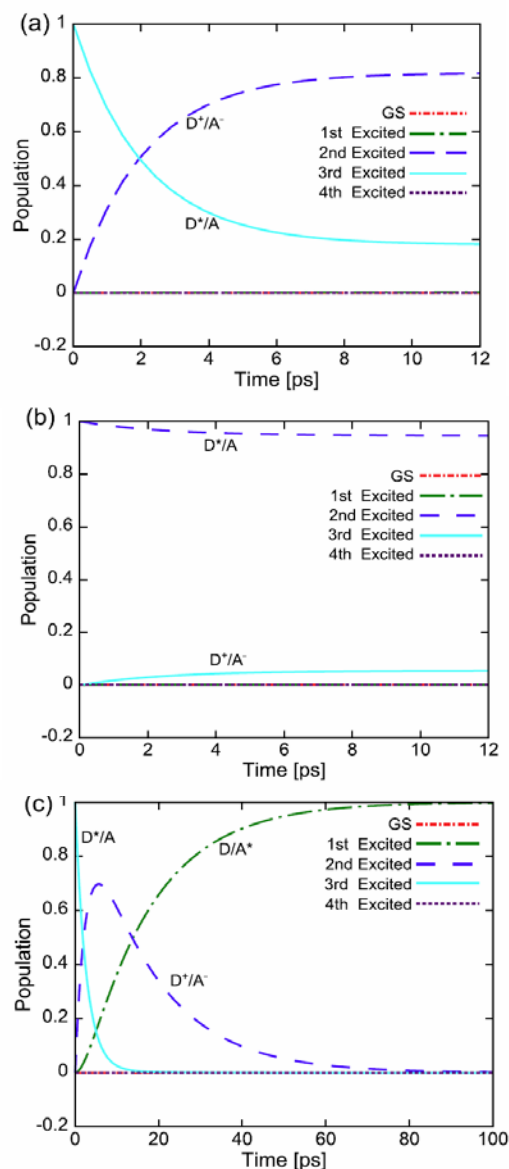 (a)
1
0.8
0.6
0.4
0.2
0
-0.2
Population
D⁺/A⁻
D*/A
GS
1st Excited
2nd Excited
3rd Excited
4th Excited
0 2 4 6 8 10 12
Time [ps]
(b)
1
0.8
0.6
0.4
0.2
0
-0.2
Population
D*/A
D⁺/A⁻
GS
1st Excited
2nd Excited
3rd Excited
4th Excited
0 2 4 6 8 10 12
Time [ps]
(c)
1
0.8
0.6
0.4
0.2
0
-0.2
Population
D*/A
D/A*
D⁺/A⁻
GS
1st Excited
2nd Excited
3rd Excited
4th Excited
0 20 40 60 80 100
Time [ps]